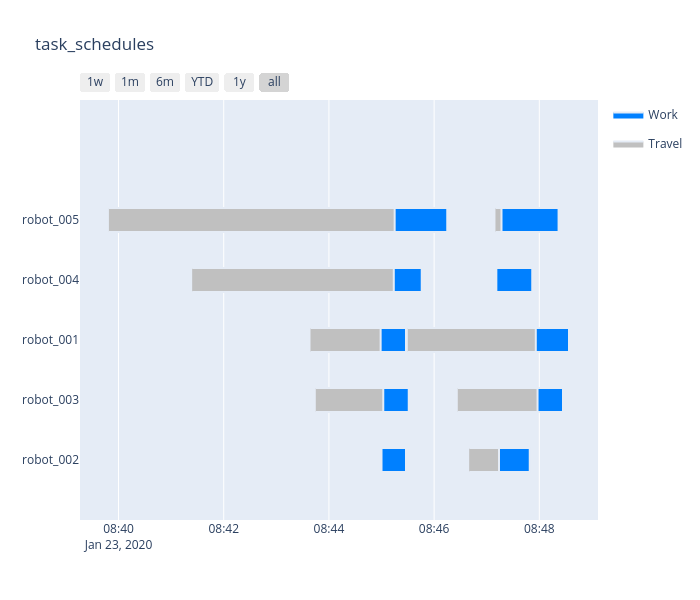 task_schedules
1w 1m 6m YTD 1y all
Work
Travel
robot_005
robot_004
robot_001
robot_003
robot_002
08:40 08:42 08:44 08:46 08:48
Jan 23, 2020